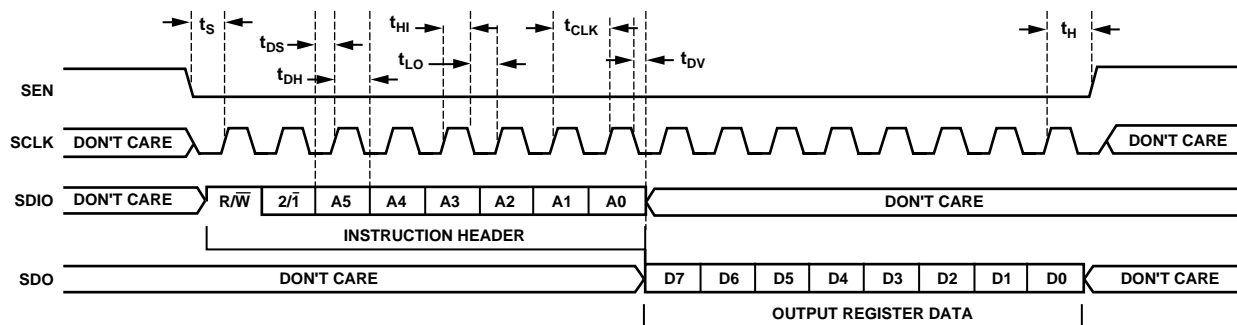 tS
tHI
tCLK
tH
tDS
tLO
tDV
tDH
SEN
SCLK DON'T CARE DON'T CARE
SDIO DON'T CARE R/W̅ 2/1̅ A5 A4 A3 A2 A1 A0 DON'T CARE
INSTRUCTION HEADER
SDO DON'T CARE D7 D6 D5 D4 D3 D2 D1 D0 DON'T CARE
OUTPUT REGISTER DATA